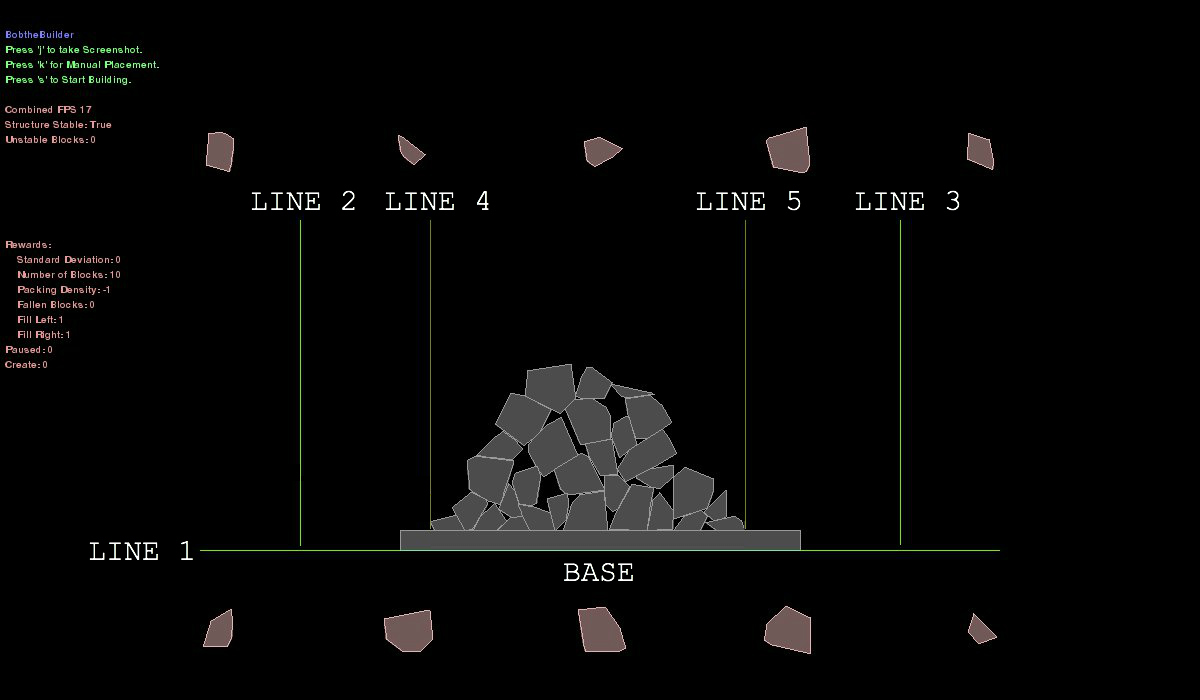 BobtheBuilder
Press 'j' to take Screenshot.
Press 'k' for Manual Placement.
Press 's' to Start Building.
Combined FPS 17
Structure Stable: True
Unstable Blocks: 0
LINE 2
LINE 4
LINE 5
LINE 3
Rewards:
Standard Deviation: 0
Number of Blocks: 10
Packing Density: -1
Fallen Blocks: 0
Fill Left: 1
Fill Right: 1
Paused: 0
Create: 0
LINE 1
BASE